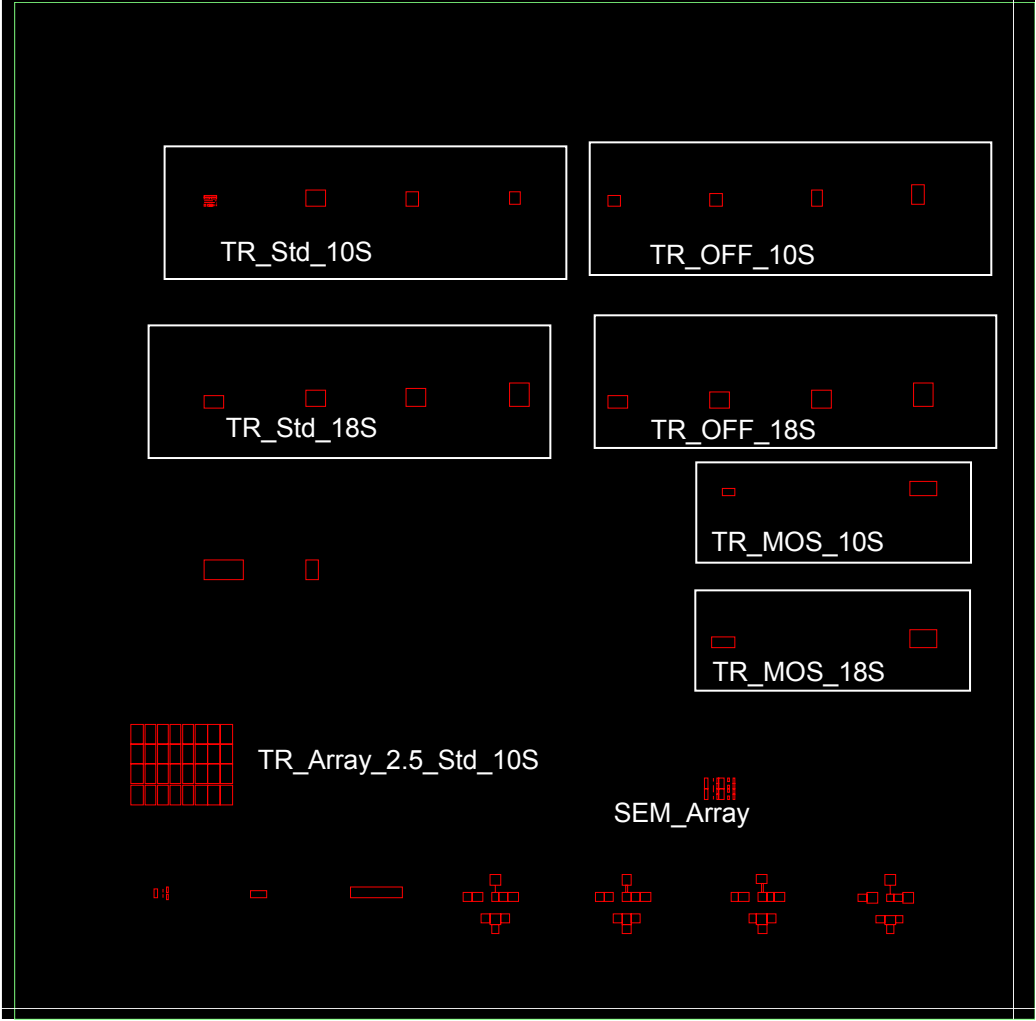 TR_Std_10S
TR_OFF_10S
TR_Std_18S
TR_OFF_18S
TR_MOS_10S
TR_MOS_18S
TR_Array_2.5_Std_10S
SEM_Array